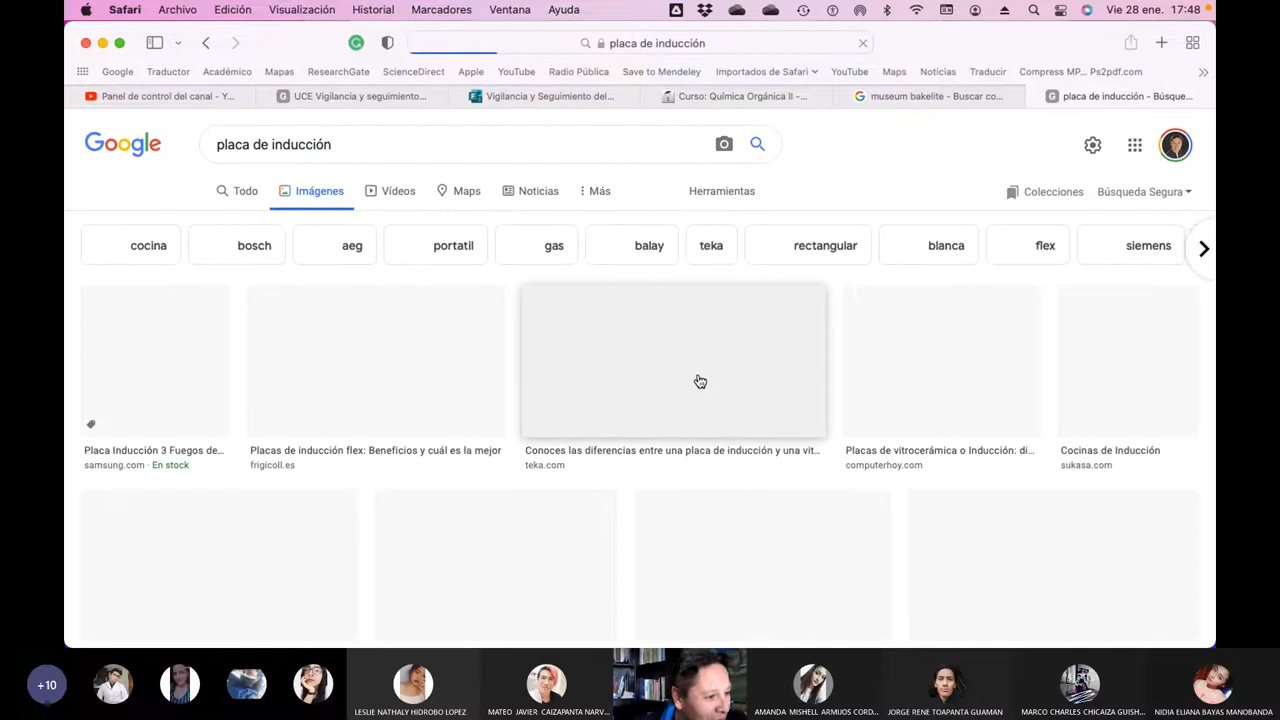 Safari Archivo Edición Visualización Historial Marcadores Ventana Ayuda Vie 28 ene. 17:48
placa de inducción
Google Traductor Académico Mapas ResearchGate ScienceDirect Apple YouTube Radio Pública Save to Mendeley Importados de Safari YouTube Maps Noticias Traducir Compress MP... Ps2pdf.com
Panel de control del canal - Y... UCE Vigilancia y seguimiento... Vigilancia y Seguimiento del... Curso: Química Orgánica II –... museum bakelite - Buscar co... placa de inducción - Búsque...
Google placa de inducción
Todo Imágenes Vídeos Maps Noticias Más Herramientas Colecciones Búsqueda Segura
cocina bosch aeg portatil gas balay teka rectangular blanca flex siemens
Placa Inducción 3 Fuegos de... Placas de inducción flex: Beneficios y cuál es la mejor Conoces las diferencias entre una placa de inducción y una vit... Placas de vitrocerámica o Inducción: di... Cocinas de Inducción
samsung.com · En stock frigicoll.es teka.com computerhoy.com sukasa.com
+10
LESLIE NATHALY HIDROBO LOPEZ MATEO JAVIER CAIZAPANTA NARV... AMANDA MISHELL ARMIJOS CORD... JORGE RENE TOAPANTA GUAMAN MARCO CHARLES CHICAIZA GUISH... NIDIA ELIANA BAYAS MANOBANDA